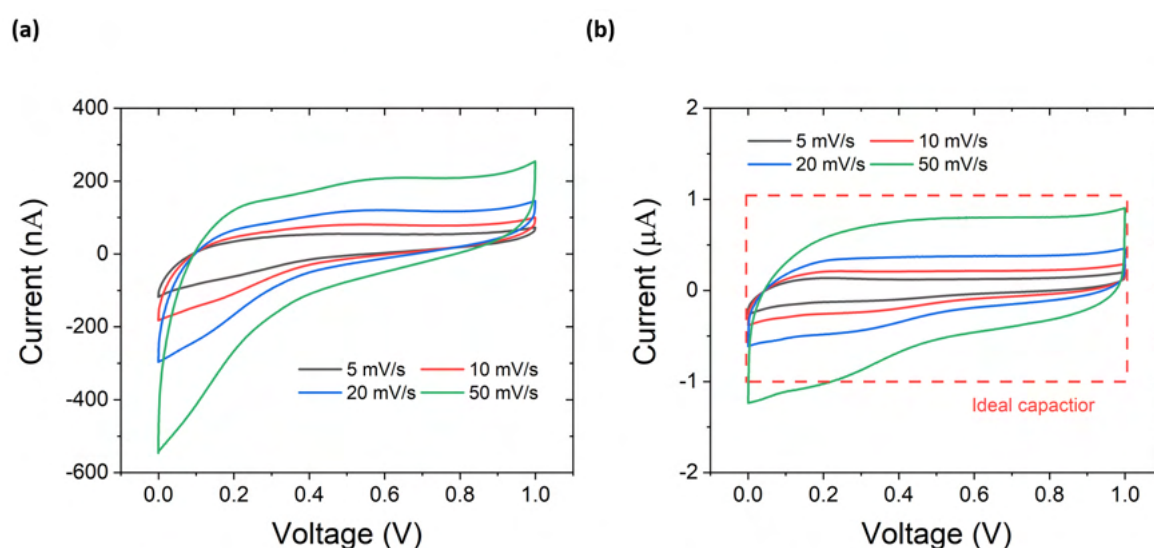 (a)
400
200
0
-200
-400
-600
Current (nA)
5 mV/s 10 mV/s
20 mV/s 50 mV/s
0.0 0.2 0.4 0.6 0.8 1.0
Voltage (V)
(b)
2
1
0
-1
-2
Current (μA)
5 mV/s 10 mV/s
20 mV/s 50 mV/s
Ideal capactior
0.0 0.2 0.4 0.6 0.8 1.0
Voltage (V)